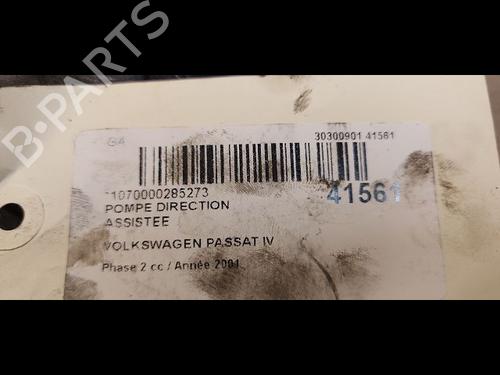 B-PARTS
G4
30300901 41561
11070000285273
41561
POMPE DIRECTION
ASSISTEE
VOLKSWAGEN PASSAT IV
Phase 2 cc / Année 2001